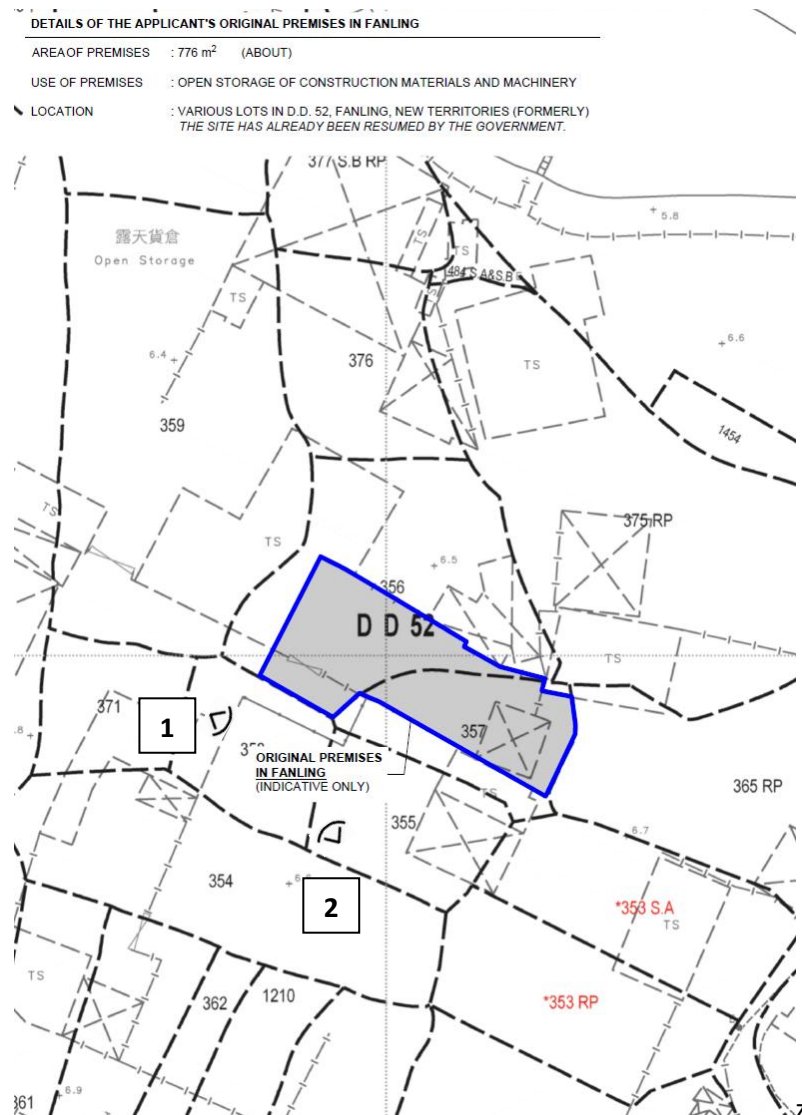 DETAILS OF THE APPLICANT'S ORIGINAL PREMISES IN FANLING
AREA OF PREMISES : 776 m² (ABOUT)
USE OF PREMISES : OPEN STORAGE OF CONSTRUCTION MATERIALS AND MACHINERY
LOCATION : VARIOUS LOTS IN D.D. 52, FANLING, NEW TERRITORIES (FORMERLY)
THE SITE HAS ALREADY BEEN RESUMED BY THE GOVERNMENT.
377 S.B RP
5.8
露天貨倉
Open Storage
TS
TS
484 S.A&S.B
TS
6.4
376
TS
6.6
359
1454
TS
375 RP
TS
6.5
356
D D 52
TS
371
1
357
ORIGINAL PREMISES
IN FANLING
(INDICATIVE ONLY)
365 RP
TS
355
6.7
354
2
*353 S.A
TS
TS
362
1210
*353 RP
361
6.9